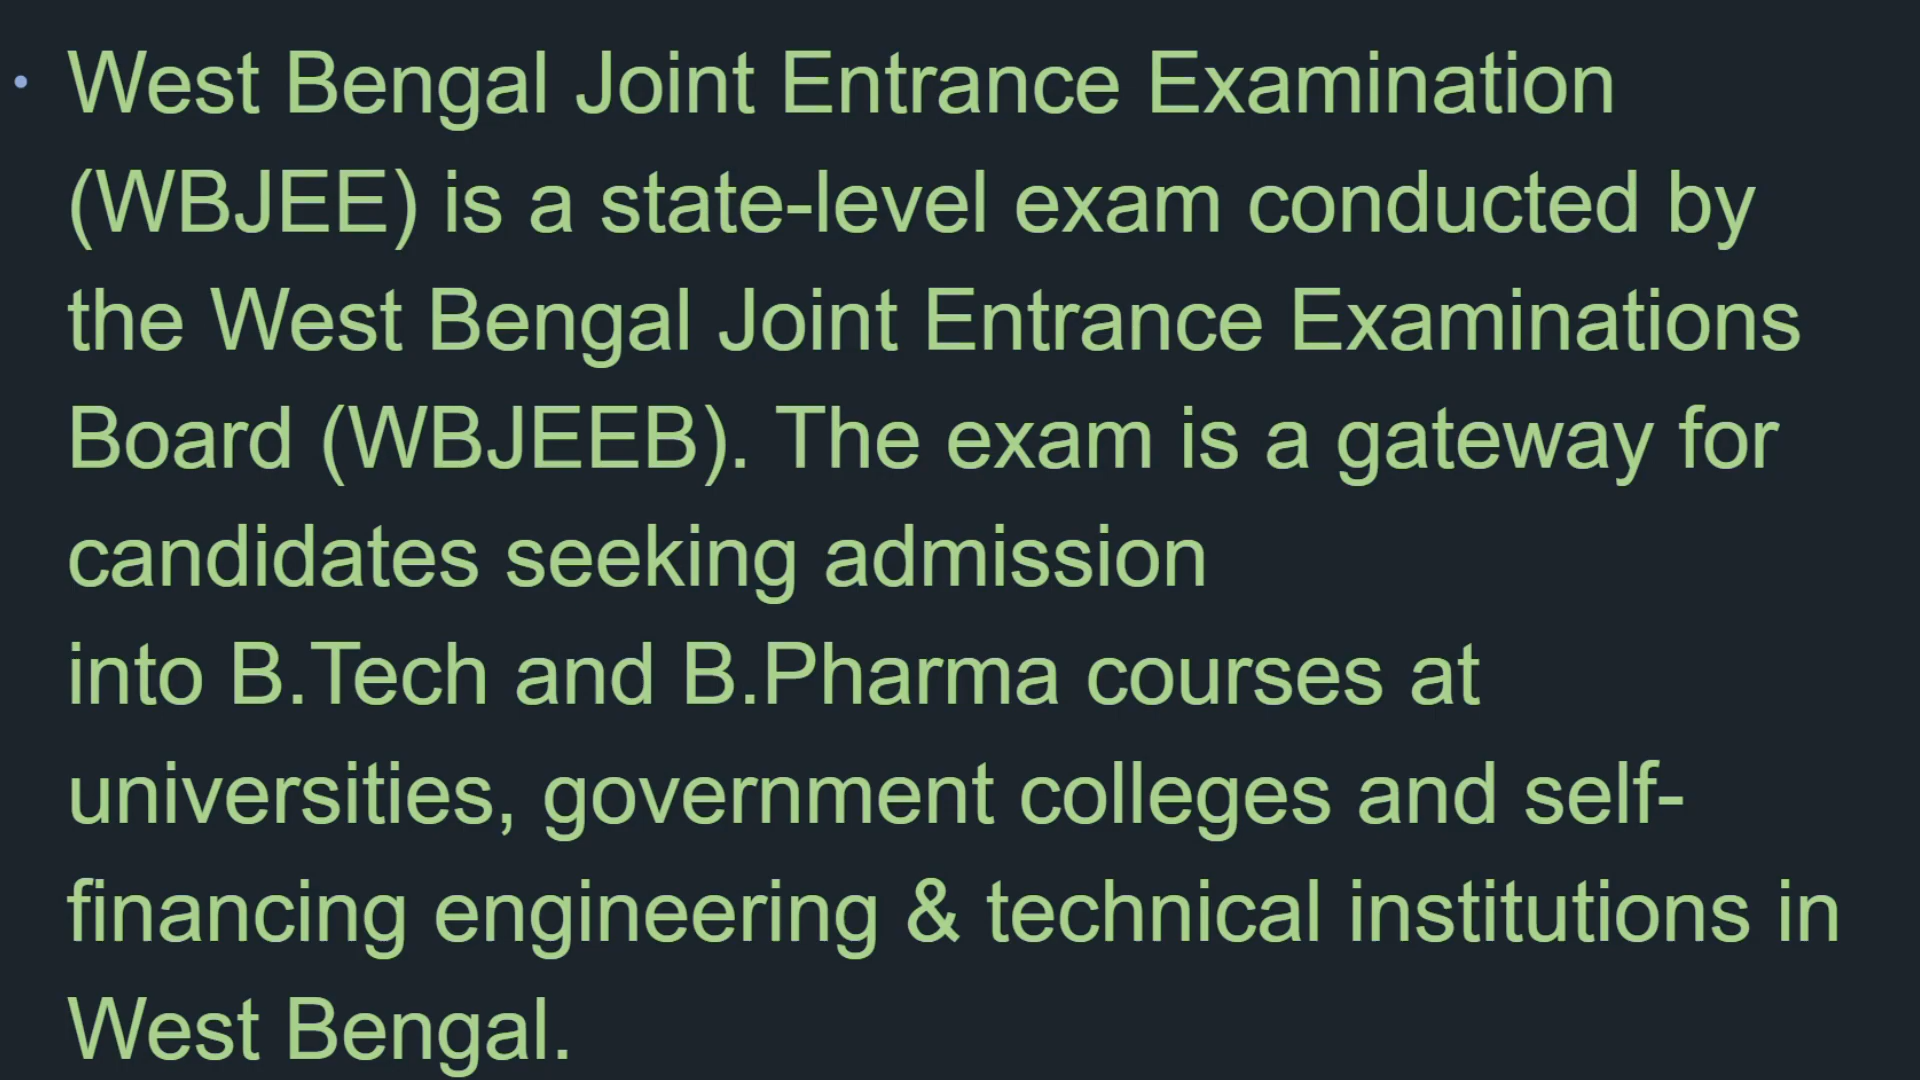 • West Bengal Joint Entrance Examination
(WBJEE) is a state-level exam conducted by
the West Bengal Joint Entrance Examinations
Board (WBJEEB). The exam is a gateway for
candidates seeking admission
into B.Tech and B.Pharma courses at
universities, government colleges and self-
financing engineering & technical institutions in
West Bengal.